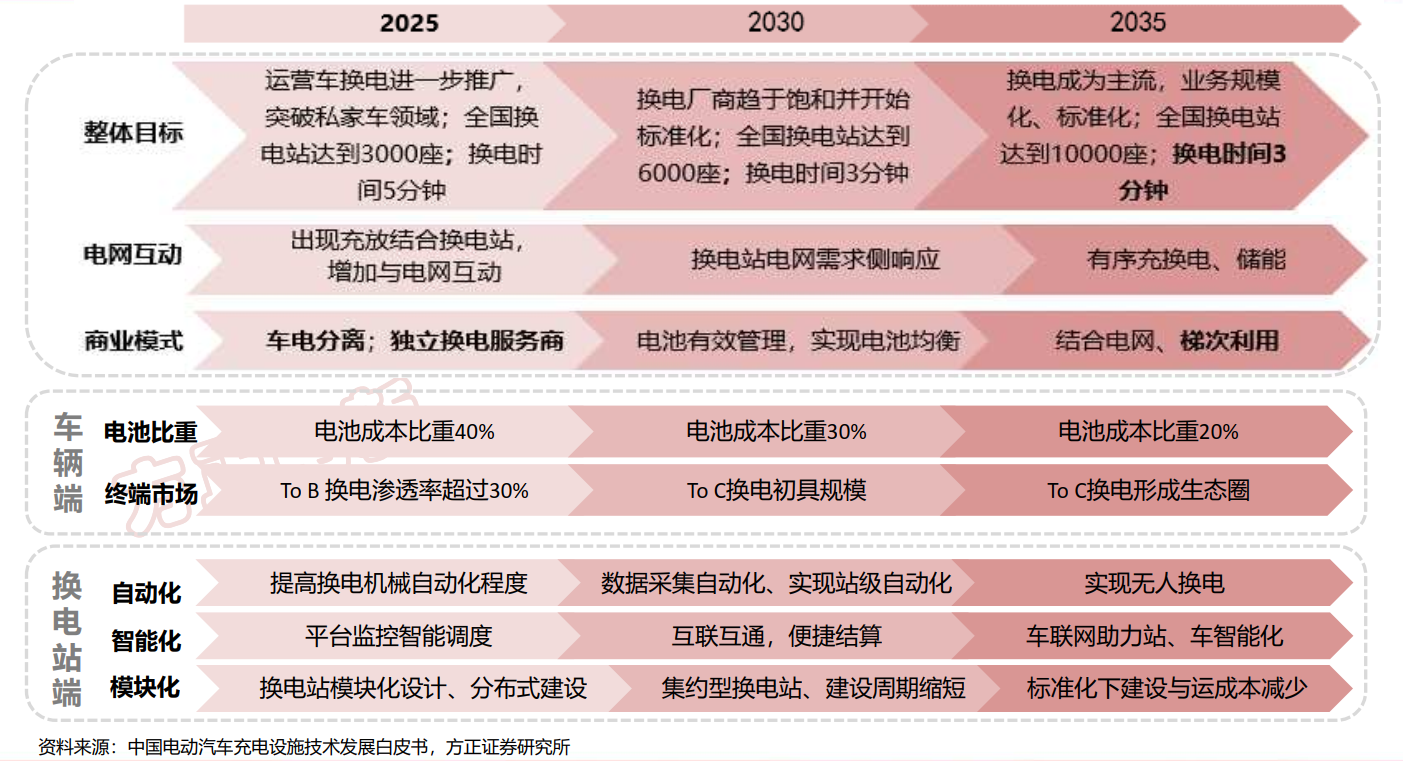 2025
2030
2035
整体目标
运营车换电进一步推广，
突破私家车领域；全国换
电站达到3000座；换电时
间5分钟
换电厂商趋于饱和并开始
标准化；全国换电站达到
6000座；换电时间3分钟
换电成为主流，业务规模
化、标准化；全国换电站
达到10000座；换电时间3
分钟
电网互动
出现充放结合换电站，
增加与电网互动
换电站电网需求侧响应
有序充换电、储能
商业模式
车电分离；独立换电服务商
电池有效管理，实现电池均衡
结合电网、梯次利用
车辆端
电池比重
电池成本比重40%
电池成本比重30%
电池成本比重20%
终端市场
To B 换电渗透率超过30%
To C换电初具规模
To C换电形成生态圈
换电站端
自动化
提高换电机械自动化程度
数据采集自动化、实现站级自动化
实现无人换电
智能化
平台监控智能调度
互联互通，便捷结算
车联网助力站、车智能化
模块化
换电站模块化设计、分布式建设
集约型换电站、建设周期缩短
标准化下建设与运成本减少
资料来源：中国电动汽车充电设施技术发展白皮书，方正证券研究所